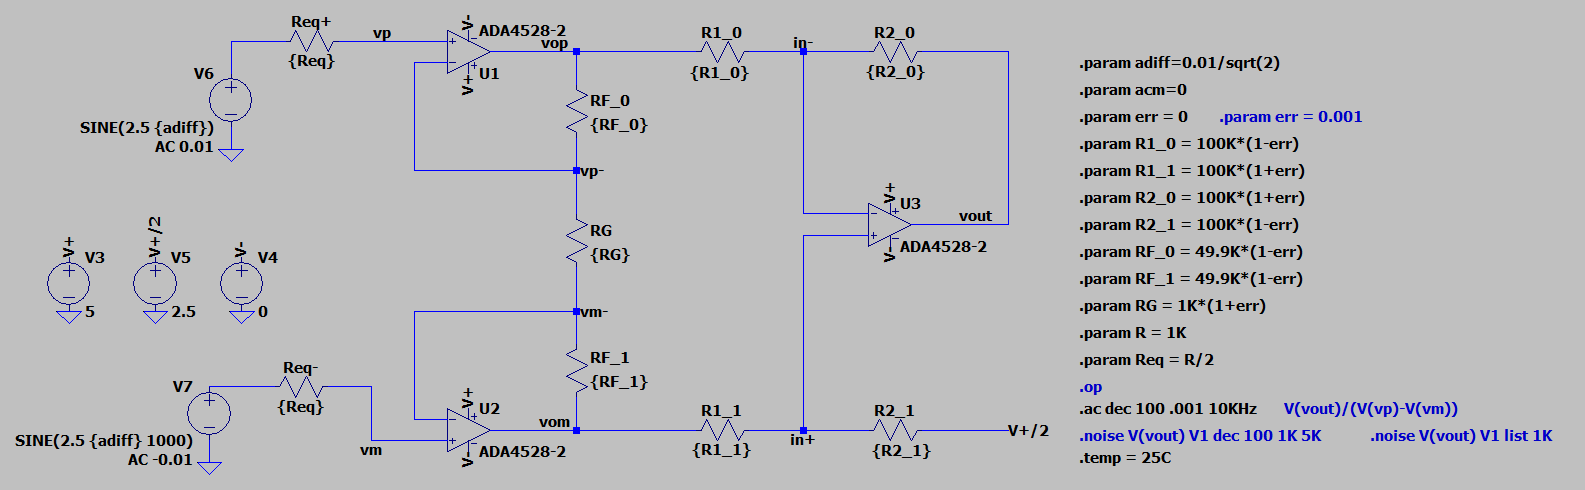 Req+
{Req}
vp
V-
ADA4528-2
U1
V+
vop
R1_0
{R1_0}
in-
R2_0
{R2_0}
V6
SINE(2.5 {adiff})
AC 0.01
RF_0
{RF_0}
vp-
RG
{RG}
vm-
RF_1
{RF_1}
V+
U3
vout
ADA4528-2
V-
V+
V3
5
V+/2
V5
2.5
V-
V4
0
Req-
{Req}
V7
SINE(2.5 {adiff} 1000)
AC -0.01
vm
V+
U2
ADA4528-2
V-
vom
R1_1
{R1_1}
in+
R2_1
{R2_1}
V+/2
.param adiff=0.01/sqrt(2)
.param acm=0
.param err = 0 .param err = 0.001
.param R1_0 = 100K*(1-err)
.param R1_1 = 100K*(1+err)
.param R2_0 = 100K*(1+err)
.param R2_1 = 100K*(1-err)
.param RF_0 = 49.9K*(1-err)
.param RF_1 = 49.9K*(1-err)
.param RG = 1K*(1+err)
.param R = 1K
.param Req = R/2
.op
.ac dec 100 .001 10KHz V(vout)/(V(vp)-V(vm))
.noise V(vout) V1 dec 100 1K 5K .noise V(vout) V1 list 1K
.temp = 25C